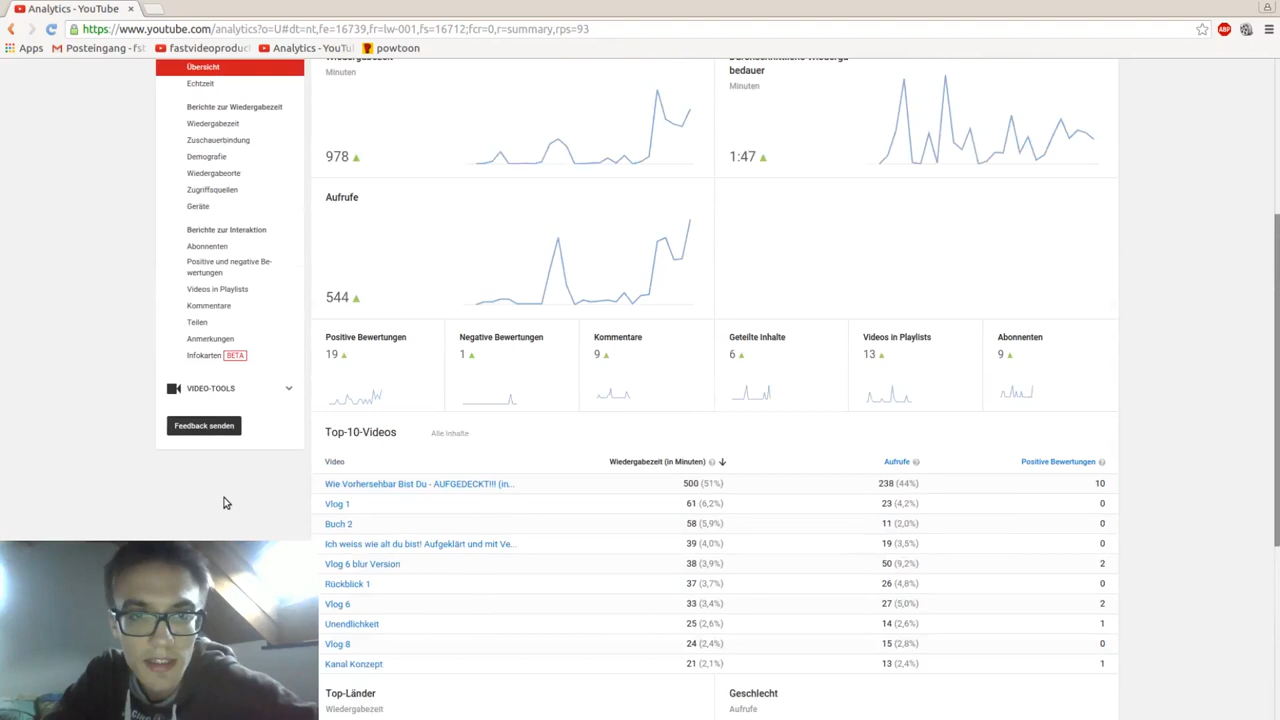 Analytics - YouTube
https://www.youtube.com/analytics?o=U#dt=nt,fe=16739,fr=lw-001,fs=16712;fcr=0,r=summary,rps=93
ABP
Apps Posteingang - fst fastvideoproduc Analytics - YouTu powtoon
Übersicht
Echtzeit
Berichte zur Wiedergabezeit
Wiedergabezeit
Zuschauerbindung
Demografie
Wiedergabeorte
Zugriffsquellen
Geräte
Berichte zur Interaktion
Abonnenten
Positive und negative Be-
wertungen
Videos in Playlists
Kommentare
Teilen
Anmerkungen
Infokarten BETA
VIDEO-TOOLS
Feedback senden
Wiedergabezeit
Minuten
978
Durchschnittliche Wiederga
bedauer
Minuten
1:47
Aufrufe
544
Positive Bewertungen
19
Negative Bewertungen
1
Kommentare
9
Geteilte Inhalte
6
Videos in Playlists
13
Abonnenten
9
Top-10-Videos Alle Inhalte
Video Wiedergabezeit (in Minuten) Aufrufe Positive Bewertungen
Wie Vorhersehbar Bist Du - AUFGEDECKT!!! (in... 500 (51%) 238 (44%) 10
Vlog 1 61 (6,2%) 23 (4,2%) 0
Buch 2 58 (5,9%) 11 (2,0%) 0
Ich weiss wie alt du bist! Aufgeklärt und mit Ve... 39 (4,0%) 19 (3,5%) 0
Vlog 6 blur Version 38 (3,9%) 50 (9,2%) 2
Rückblick 1 37 (3,7%) 26 (4,8%) 0
Vlog 6 33 (3,4%) 27 (5,0%) 2
Unendlichkeit 25 (2,6%) 14 (2,6%) 1
Vlog 8 24 (2,4%) 15 (2,8%) 0
Kanal Konzept 21 (2,1%) 13 (2,4%) 1
Top-Länder
Wiedergabezeit
Geschlecht
Aufrufe